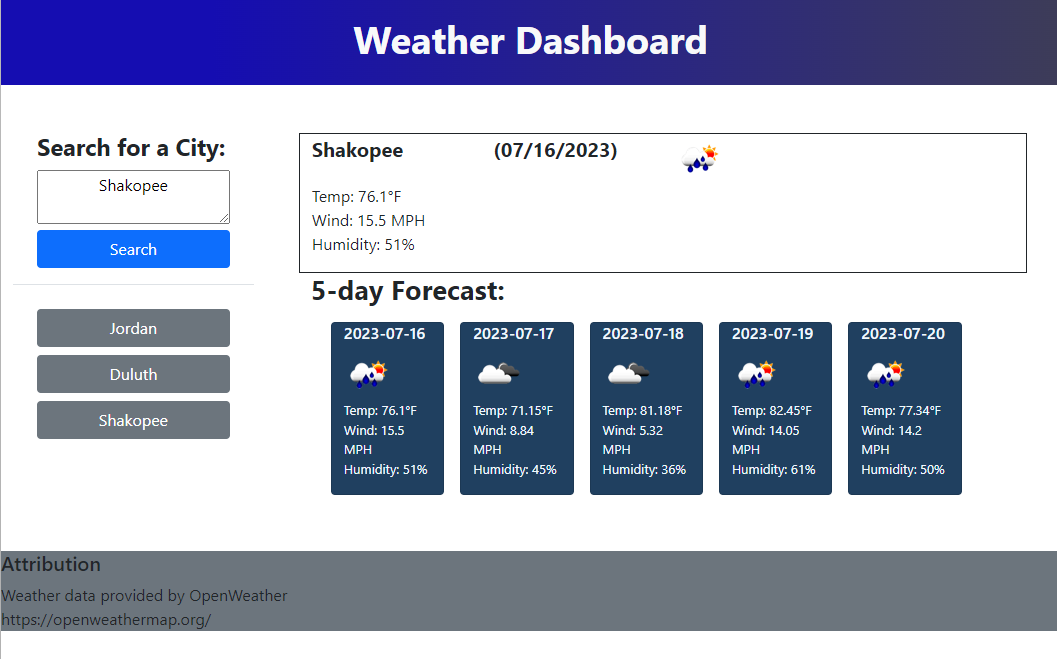 Weather Dashboard
Search for a City:
Shakopee
Search
Jordan
Duluth
Shakopee
Shakopee (07/16/2023)
Temp: 76.1°F
Wind: 15.5 MPH
Humidity: 51%
5-day Forecast:
2023-07-16
Temp: 76.1°F
Wind: 15.5
MPH
Humidity: 51%
2023-07-17
Temp: 71.15°F
Wind: 8.84
MPH
Humidity: 45%
2023-07-18
Temp: 81.18°F
Wind: 5.32
MPH
Humidity: 36%
2023-07-19
Temp: 82.45°F
Wind: 14.05
MPH
Humidity: 61%
2023-07-20
Temp: 77.34°F
Wind: 14.2
MPH
Humidity: 50%
Attribution
Weather data provided by OpenWeather
https://openweathermap.org/